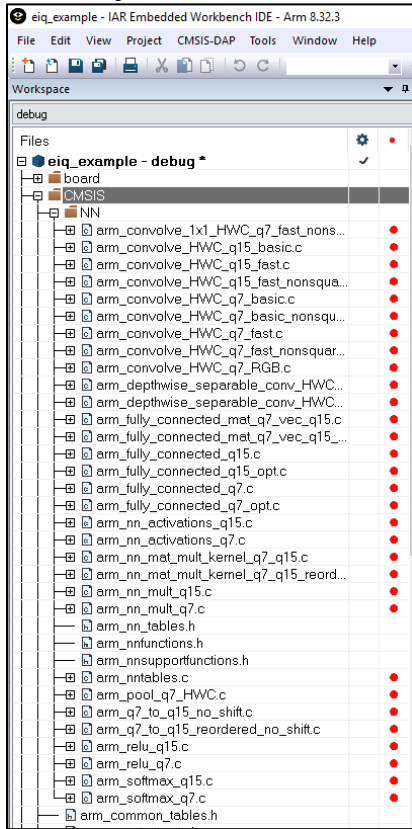 eiq_example - IAR Embedded Workbench IDE - Arm 8.32.3
File Edit View Project CMSIS-DAP Tools Window Help
Workspace
debug
Files
eiq_example - debug *
board
CMSIS
NN
arm_convolve_1x1_HWC_q7_fast_nons...
arm_convolve_HWC_q15_basic.c
arm_convolve_HWC_q15_fast.c
arm_convolve_HWC_q15_fast_nonsqua...
arm_convolve_HWC_q7_basic.c
arm_convolve_HWC_q7_basic_nonsqu...
arm_convolve_HWC_q7_fast.c
arm_convolve_HWC_q7_fast_nonsquar...
arm_convolve_HWC_q7_RGB.c
arm_depthwise_separable_conv_HWC...
arm_depthwise_separable_conv_HWC...
arm_fully_connected_mat_q7_vec_q15.c
arm_fully_connected_mat_q7_vec_q15_...
arm_fully_connected_q15.c
arm_fully_connected_q15_opt.c
arm_fully_connected_q7.c
arm_fully_connected_q7_opt.c
arm_nn_activations_q15.c
arm_nn_activations_q7.c
arm_nn_mat_mult_kernel_q7_q15.c
arm_nn_mat_mult_kernel_q7_q15_reord...
arm_nn_mult_q15.c
arm_nn_mult_q7.c
arm_nn_tables.h
arm_nnfunctions.h
arm_nnsupportfunctions.h
arm_nntables.c
arm_pool_q7_HWC.c
arm_q7_to_q15_no_shift.c
arm_q7_to_q15_reordered_no_shift.c
arm_relu_q15.c
arm_relu_q7.c
arm_softmax_q15.c
arm_softmax_q7.c
arm_common_tables.h